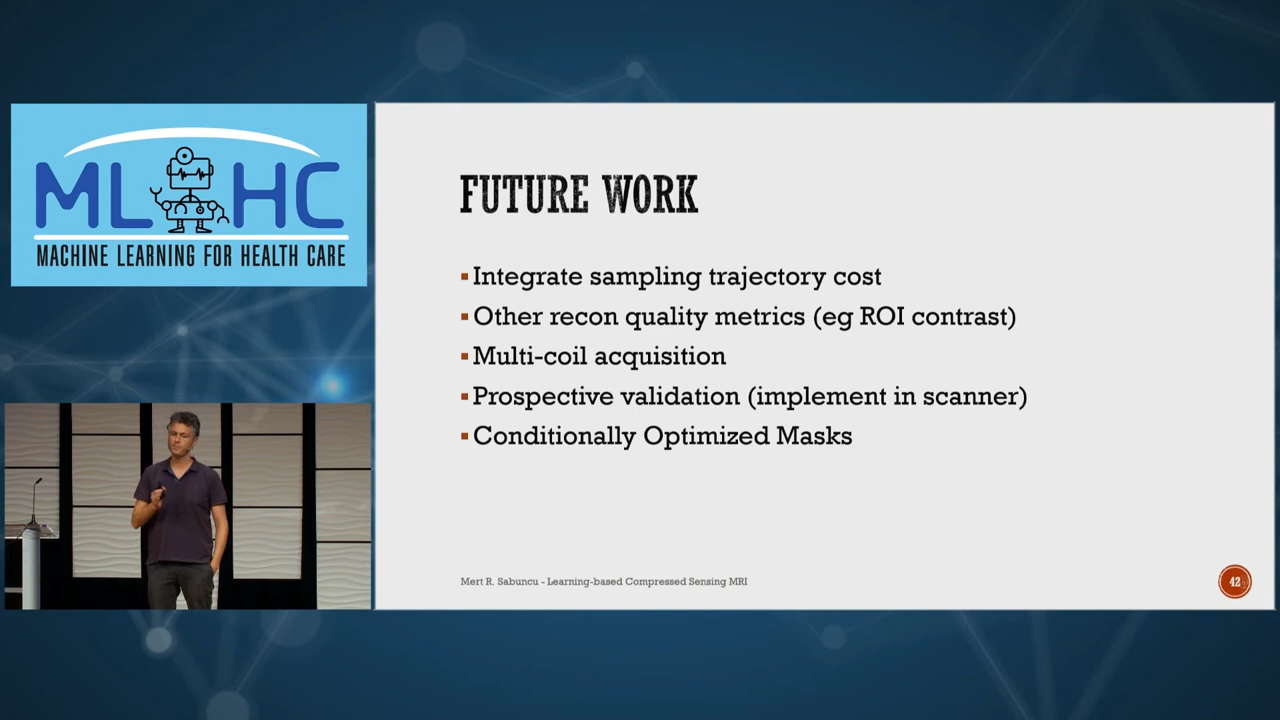 ML HC
MACHINE LEARNING FOR HEALTH CARE
FUTURE WORK
▪Integrate sampling trajectory cost
▪Other recon quality metrics (eg ROI contrast)
▪Multi-coil acquisition
▪Prospective validation (implement in scanner)
▪Conditionally Optimized Masks
Mert R. Sabuncu - Learning-based Compressed Sensing MRI
42